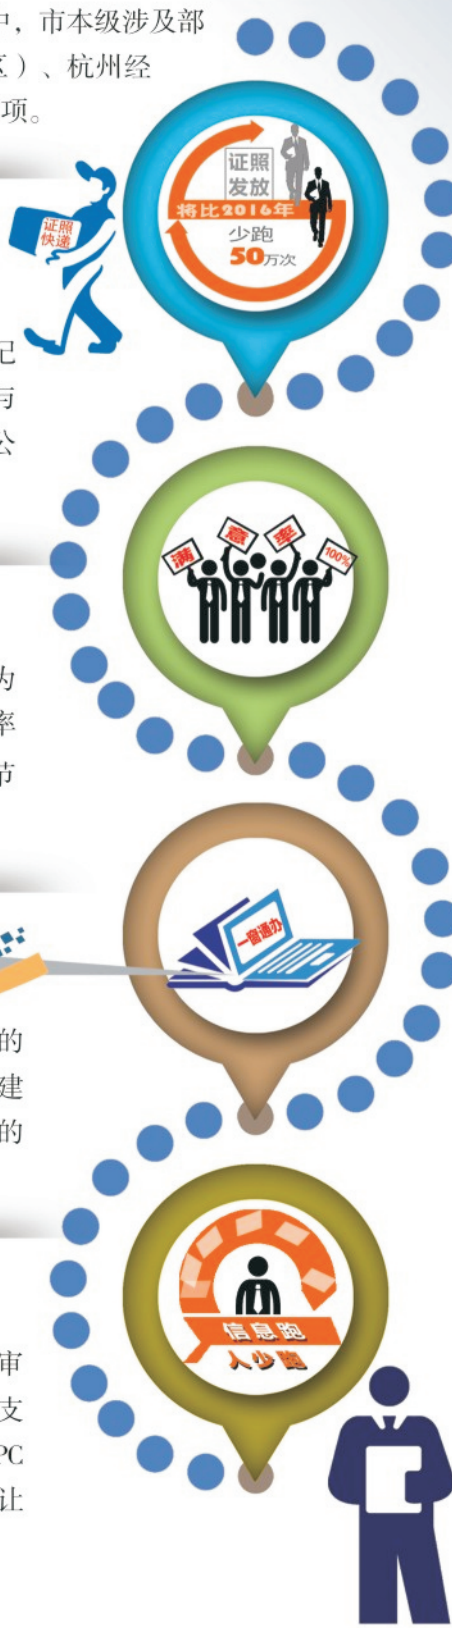 中，市本级涉及部
区）、杭州经
项。
证照
发放
将比2016年
少跑
50万次
证照
快递
记
与
公
满
意
率
100%
为
率
节
一窗通办
的
建
的
信息跑
人少跑
审
支
PC
让